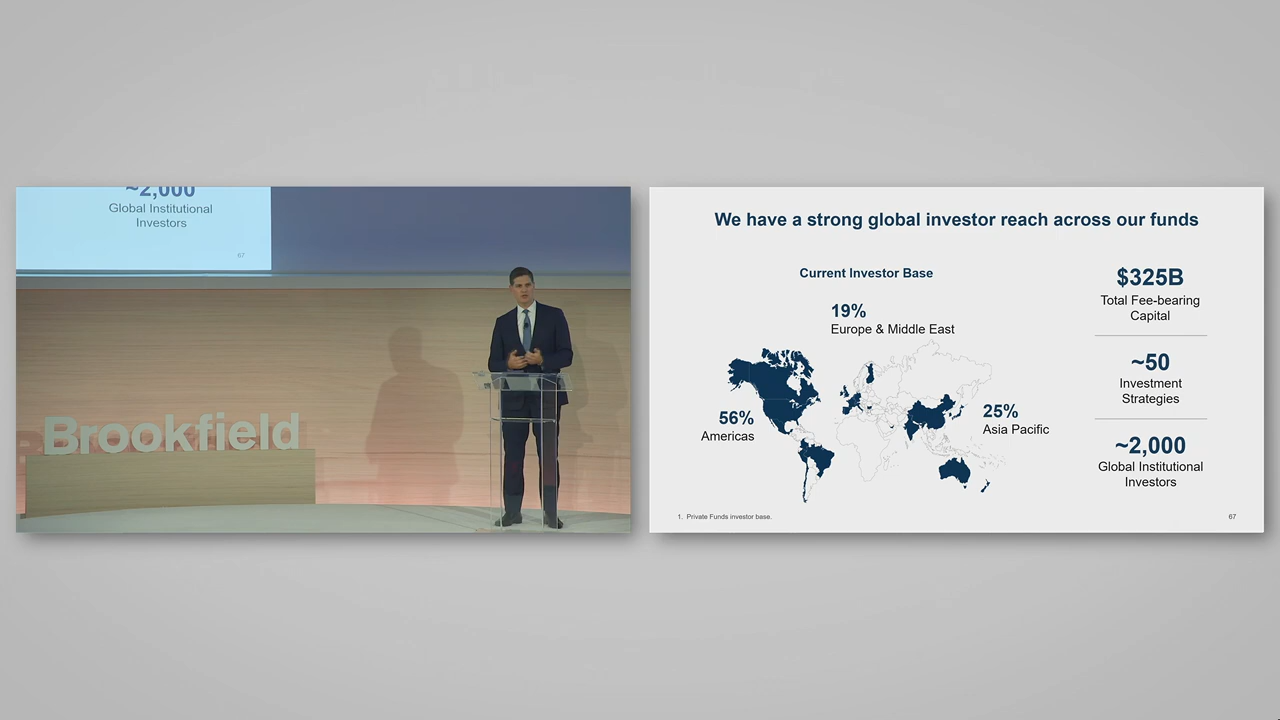 ~2,000
Global Institutional
Investors
67
Brookfield
We have a strong global investor reach across our funds
Current Investor Base
19%
Europe & Middle East
56%
Americas
25%
Asia Pacific
$325B
Total Fee-bearing
Capital
~50
Investment
Strategies
~2,000
Global Institutional
Investors
1. Private Funds investor base.
67